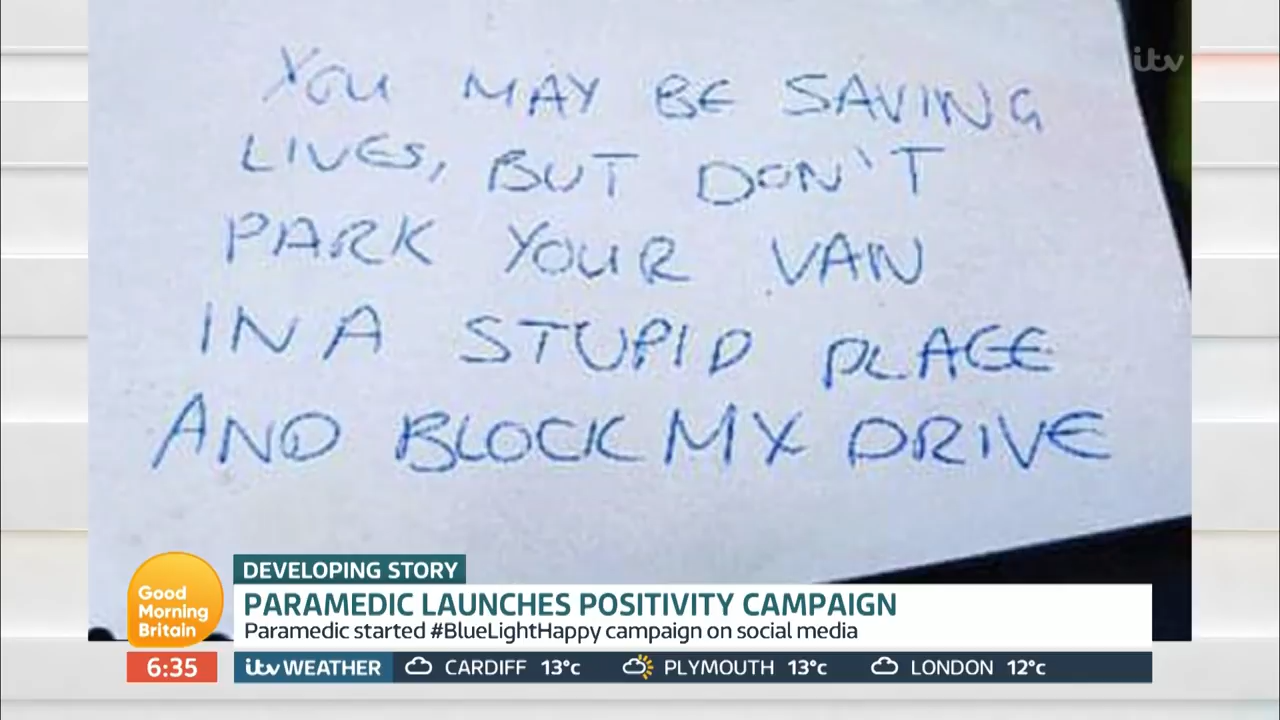 itv
YOU MAY BE SAVING
LIVES, BUT DON'T
PARK YOUR VAN
IN A STUPID PLACE
AND BLOCK MY DRIVE
DEVELOPING STORY
PARAMEDIC LAUNCHES POSITIVITY CAMPAIGN
Paramedic started #BlueLightHappy campaign on social media
Good
Morning
Britain
6:35 itv WEATHER CARDIFF 13°c PLYMOUTH 13°c LONDON 12°c